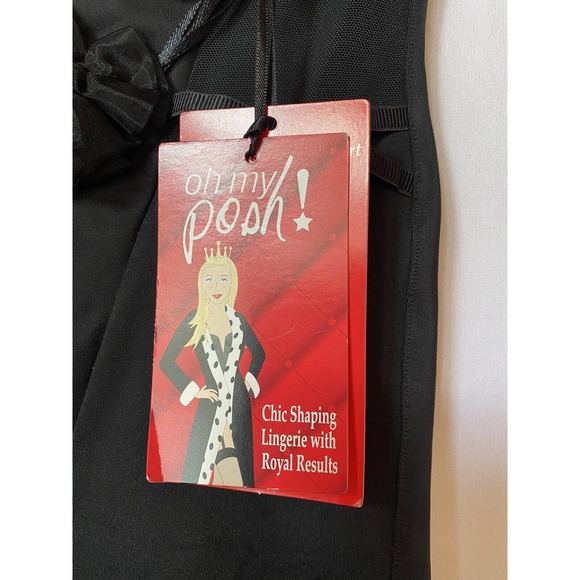 oh my
posh!
Chic Shaping
Lingerie with
Royal Results